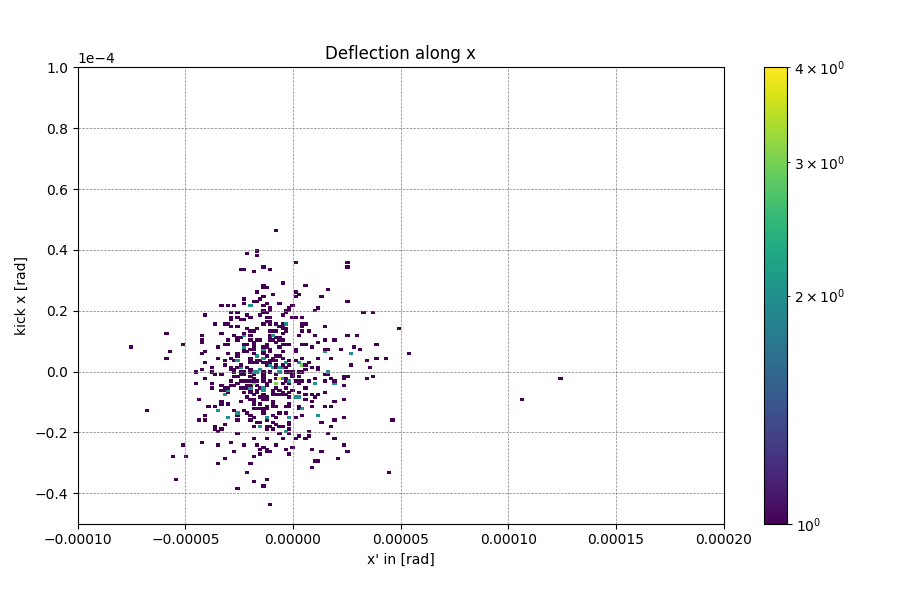 Deflection along x
1e−4
1.0
0.8
0.6
0.4
0.2
0.0
−0.2
−0.4
kick x [rad]
−0.00010 −0.00005 0.00000 0.00005 0.00010 0.00015 0.00020
x' in [rad]
4 × 10⁰
3 × 10⁰
2 × 10⁰
10⁰